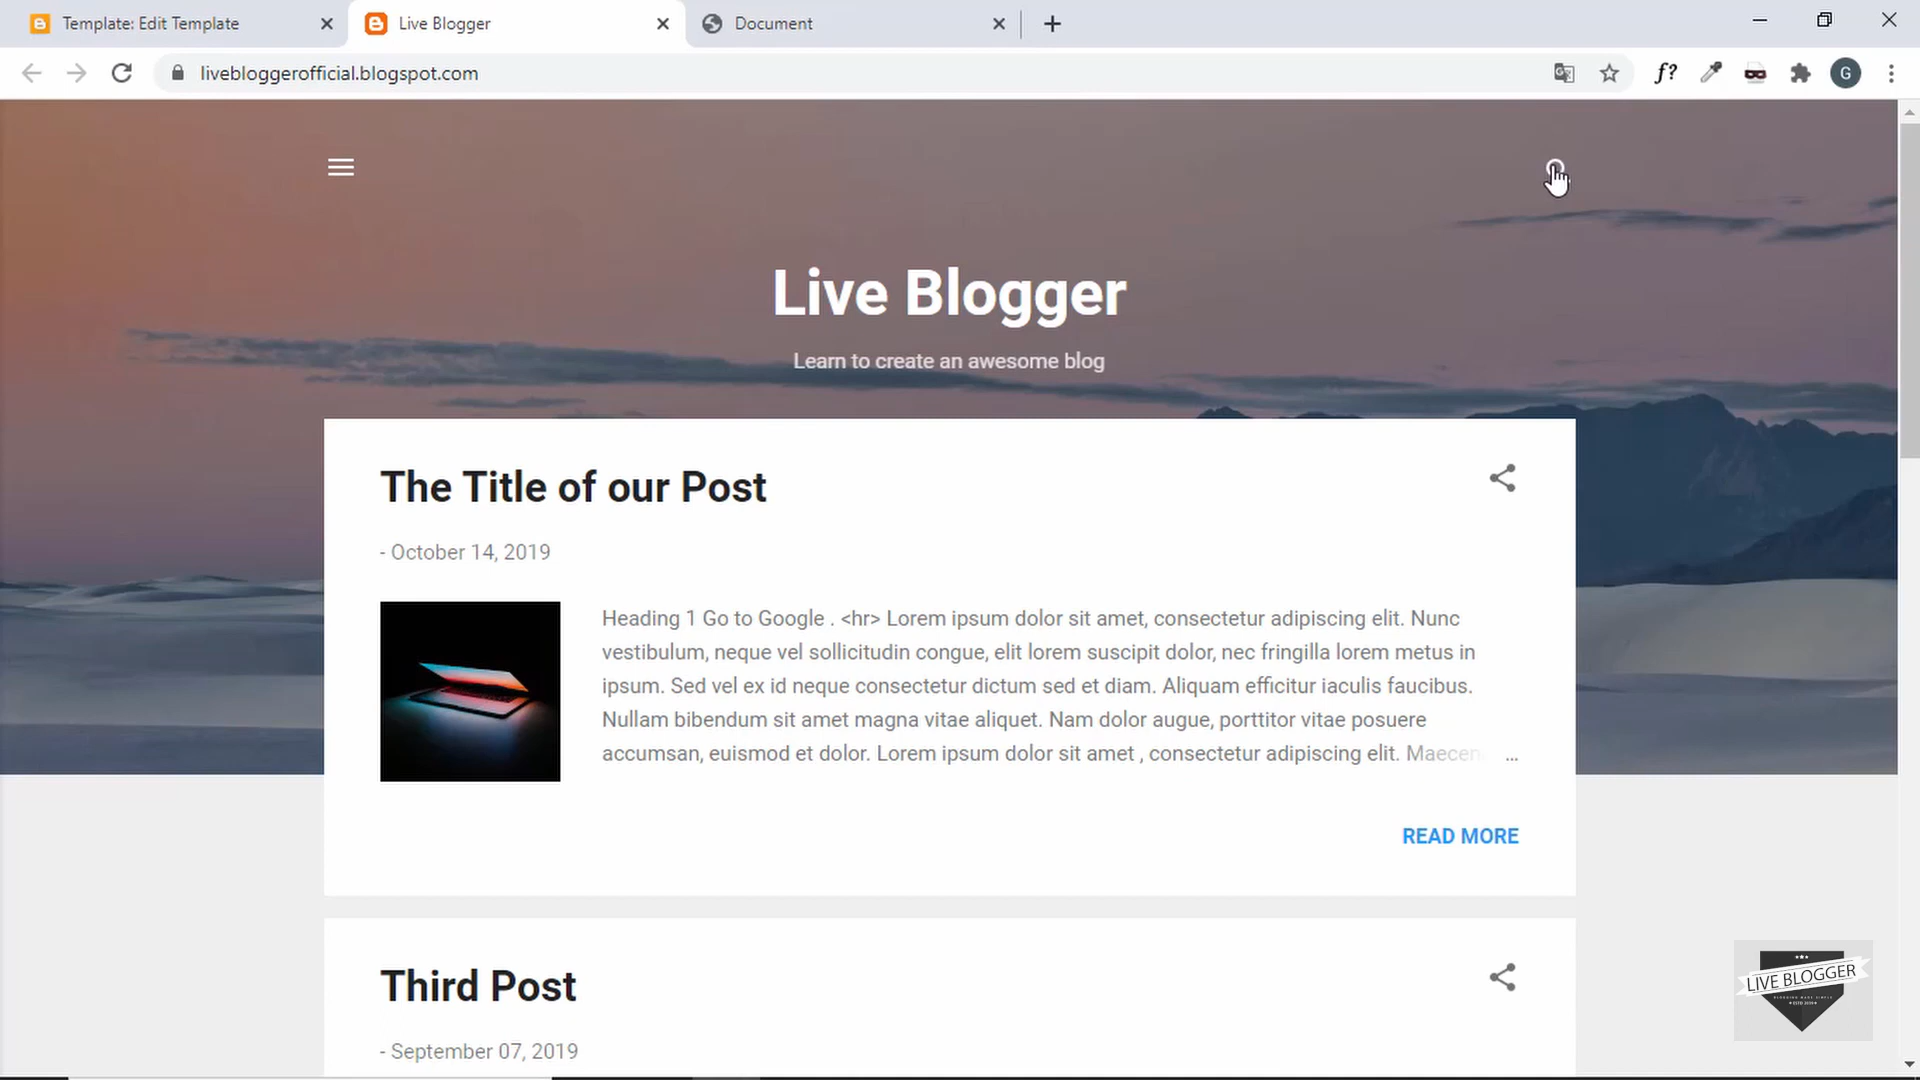 Template: Edit Template
Live Blogger
Document
livebloggerofficial.blogspot.com
f?
G
Live Blogger
Learn to create an awesome blog
The Title of our Post
- October 14, 2019
Heading 1 Go to Google . <hr> Lorem ipsum dolor sit amet, consectetur adipiscing elit. Nunc
vestibulum, neque vel sollicitudin congue, elit lorem suscipit dolor, nec fringilla lorem metus in
ipsum. Sed vel ex id neque consectetur dictum sed et diam. Aliquam efficitur iaculis faucibus.
Nullam bibendum sit amet magna vitae aliquet. Nam dolor augue, porttitor vitae posuere
accumsan, euismod et dolor. Lorem ipsum dolor sit amet , consectetur adipiscing elit. Maecen ...
READ MORE
Third Post
- September 07, 2019
LIVE BLOGGER